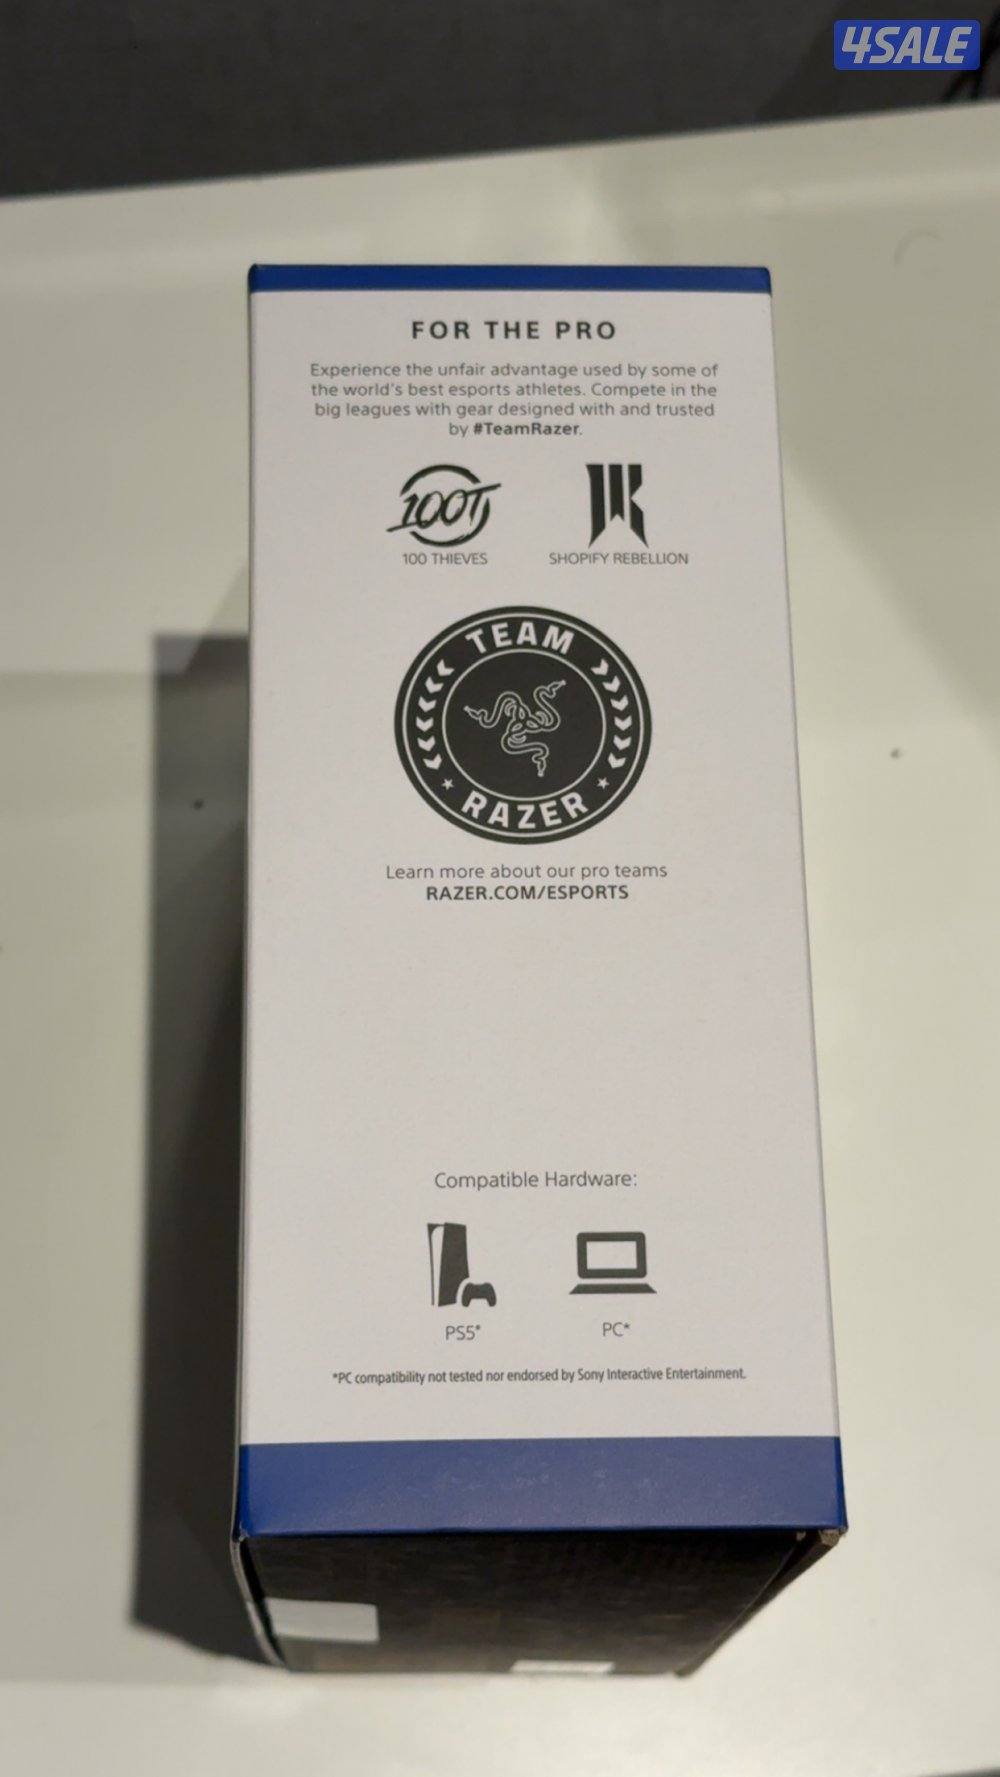 4SALE
FOR THE PRO
Experience the unfair advantage used by some of
the world's best esports athletes. Compete in the
big leagues with gear designed with and trusted
by #TeamRazer.
100T
100 THIEVES
SHOPIFY REBELLION
TEAM
RAZER
Learn more about our pro teams
RAZER.COM/ESPORTS
Compatible Hardware:
PS5®
PC*
*PC compatibility not tested nor endorsed by Sony Interactive Entertainment.